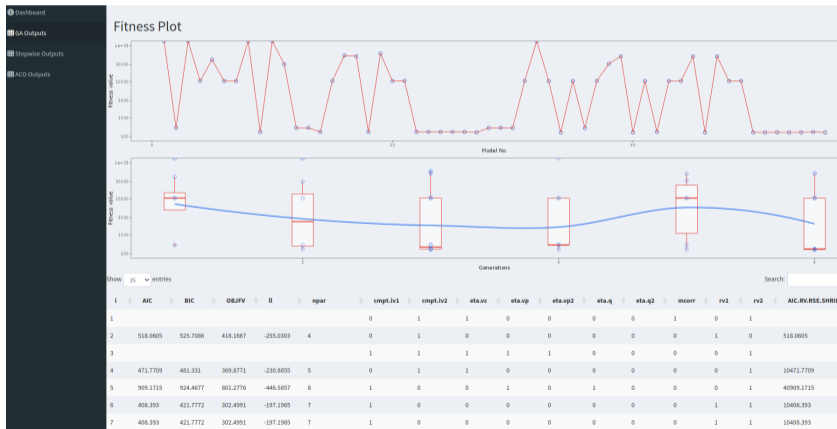 Dashboard
GA Outputs
Stepwise Outputs
ACO Outputs
Fitness Plot
Fitness value
Model No.
Fitness value
Generations
Show 25 entries
Search:
i AIC BIC OBJFV ll npar cmpt.iv1 cmpt.iv2 eta.vc eta.vp eta.vp2 eta.q eta.q2 mcorr rv1 rv2 AIC.RV.RSE.SHRI
1 0 1 1 0 0 0 0 1 0 1
2 518.0605 525.7088 418.1667 -255.0303 4 0 1 0 0 0 0 0 0 1 0 518.0605
3 1 1 1 1 1 0 0 0 0 1
4 471.7709 481.331 369.8771 -230.8855 5 0 1 1 0 0 0 0 0 0 1 10471.7709
5 909.1715 924.4677 801.2776 -446.5857 8 1 0 0 1 0 1 0 0 0 1 40909.1715
6 408.393 421.7772 302.4991 -197.1965 7 1 0 0 0 0 0 0 0 1 1 10408.393
7 408.393 421.7772 302.4991 -197.1965 7 1 0 0 0 0 0 0 0 1 1 10408.393